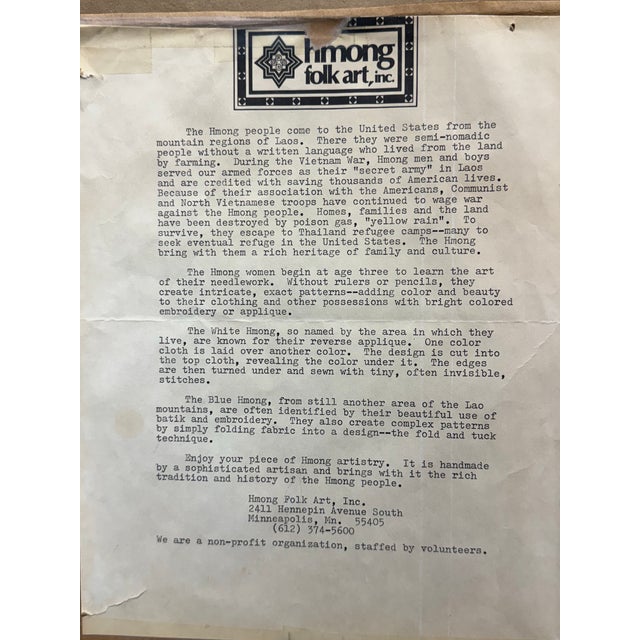 hmong
folk art, inc.
The Hmong people come to the United States from the
mountain regions of Laos. There they were semi-nomadic
people without a written language who lived from the land
by farming. During the Vietnam War, Hmong men and boys
served our armed forces as their "secret army" in Laos
and are credited with saving thousands of American lives.
Because of their association with the Americans, Communist
and North Vietnamese troops have continued to wage war
against the Hmong people. Homes, families and the land
have been destroyed by poison gas, "yellow rain". To
survive, they escape to Thailand refugee camps--many to
seek eventual refuge in the United States. The Hmong
bring with them a rich heritage of family and culture.
The Hmong women begin at age three to learn the art
of their needlework. Without rulers or pencils, they
create intricate, exact patterns--adding color and beauty
to their clothing and other possessions with bright colored
embroidery or applique.
The White Hmong, so named by the area in which they
live, are known for their reverse applique. One color
cloth is laid over another color. The design is cut into
the top cloth, revealing the color under it. The edges
are then turned under and sewn with tiny, often invisible,
stitches.
The Blue Hmong, from still another area of the Lao
mountains, are often identified by their beautiful use of
batik and embroidery. They also create complex patterns
by simply folding fabric into a design--the fold and tuck
technique.
Enjoy your piece of Hmong artistry. It is handmade
by a sophisticated artisan and brings with it the rich
tradition and history of the Hmong people.
Hmong Folk Art, Inc.
2411 Hennepin Avenue South
Minneapolis, Mn. 55405
(612) 374-5600
We are a non-profit organization, staffed by volunteers.